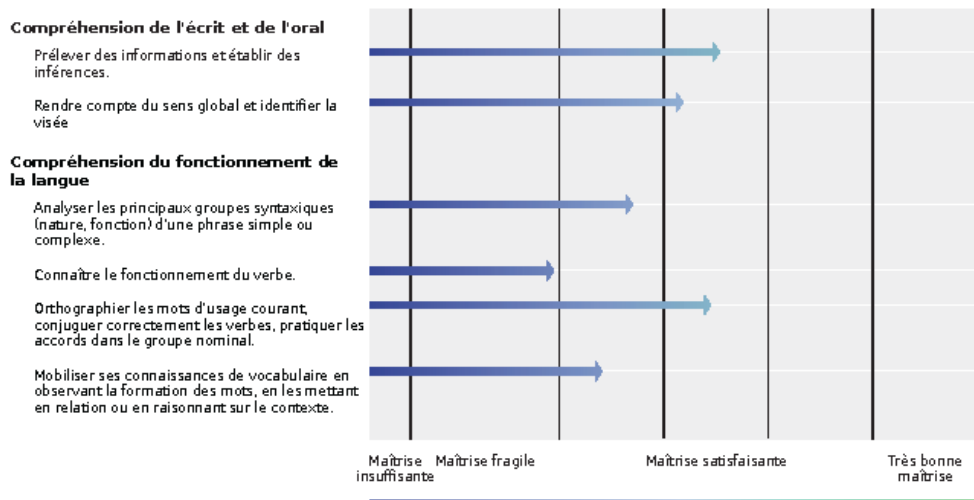 Compréhension de l'écrit et de l'oral
Prélever des informations et établir des
inférences.
Rendre compte du sens global et identifier la
visée
Compréhension du fonctionnement de
la langue
Analyser les principaux groupes syntaxiques
(nature, fonction) d'une phrase simple ou
complexe.
Connaître le fonctionnement du verbe.
Orthographier les mots d'usage courant,
conjuguer correctement les verbes, pratiquer les
accords dans le groupe nominal.
Mobiliser ses connaissances de vocabulaire en
observant la formation des mots, en les mettant
en relation ou en raisonnant sur le contexte.
Maîtrise
insuffisante
Maîtrise fragile
Maîtrise satisfaisante
Très bonne
maîtrise